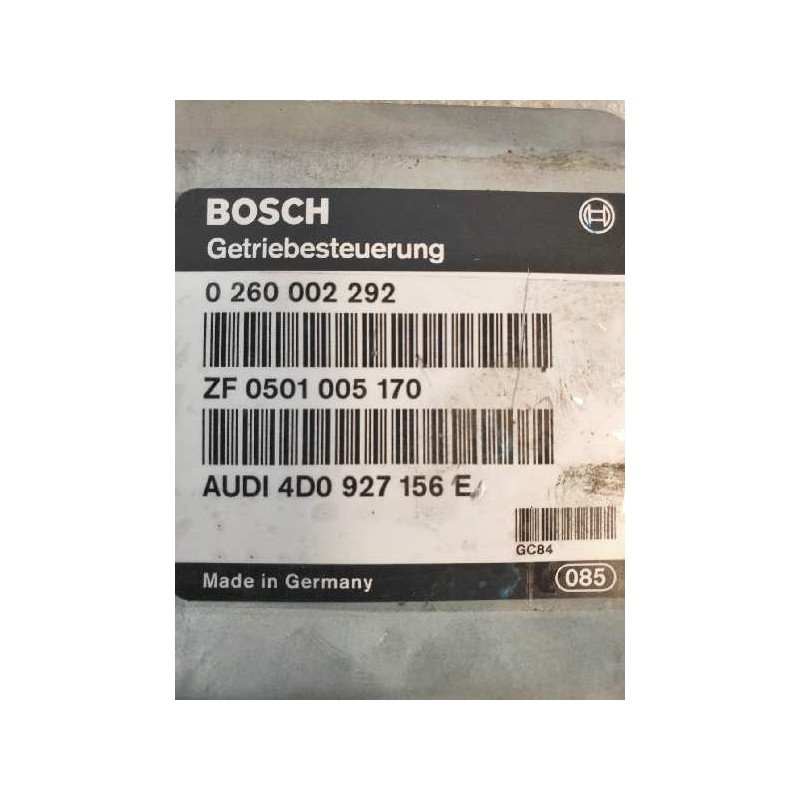 BOSCH
Getriebesteuerung
0 260 002 292
ZF 0501 005 170
AUDI 4D0 927 156 E
GC84
Made in Germany
085